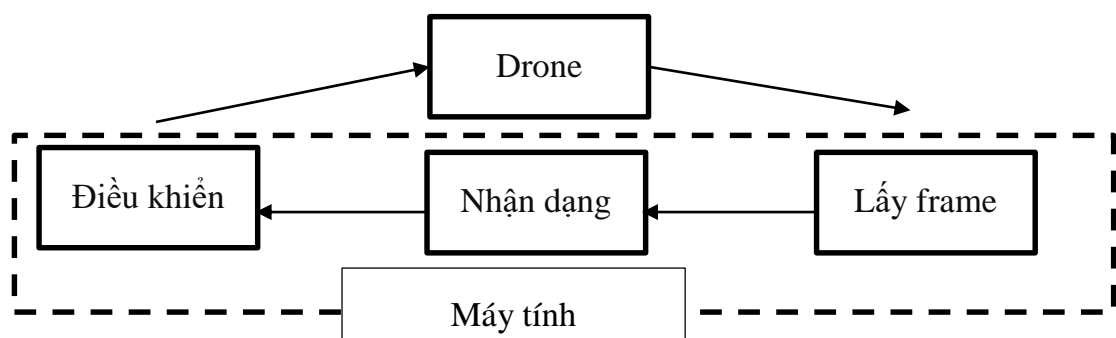 Drone
Điều khiển
Nhận dạng
Lấy frame
Máy tính